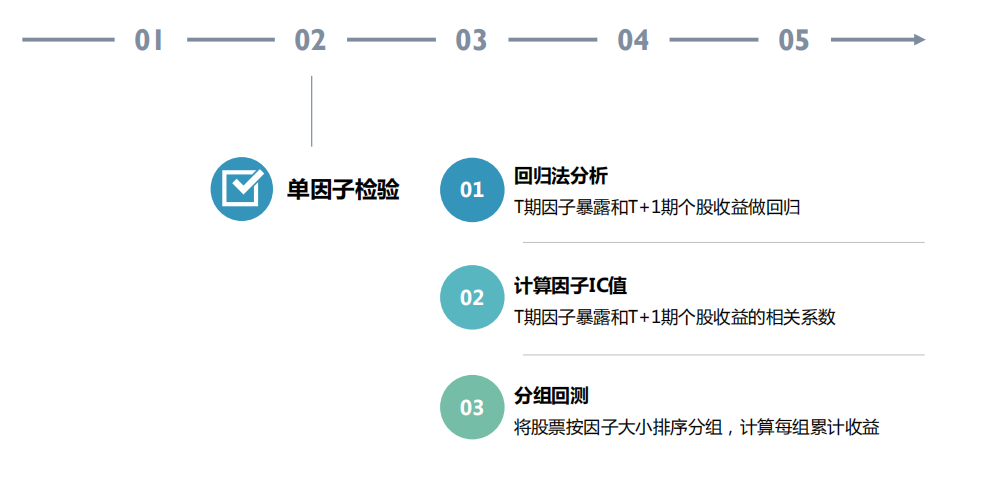 01 02 03 04 05
单因子检验
01
回归法分析
T期因子暴露和T+1期个股收益做回归
02
计算因子IC值
T期因子暴露和T+1期个股收益的相关系数
03
分组回测
将股票按因子大小排序分组，计算每组累计收益